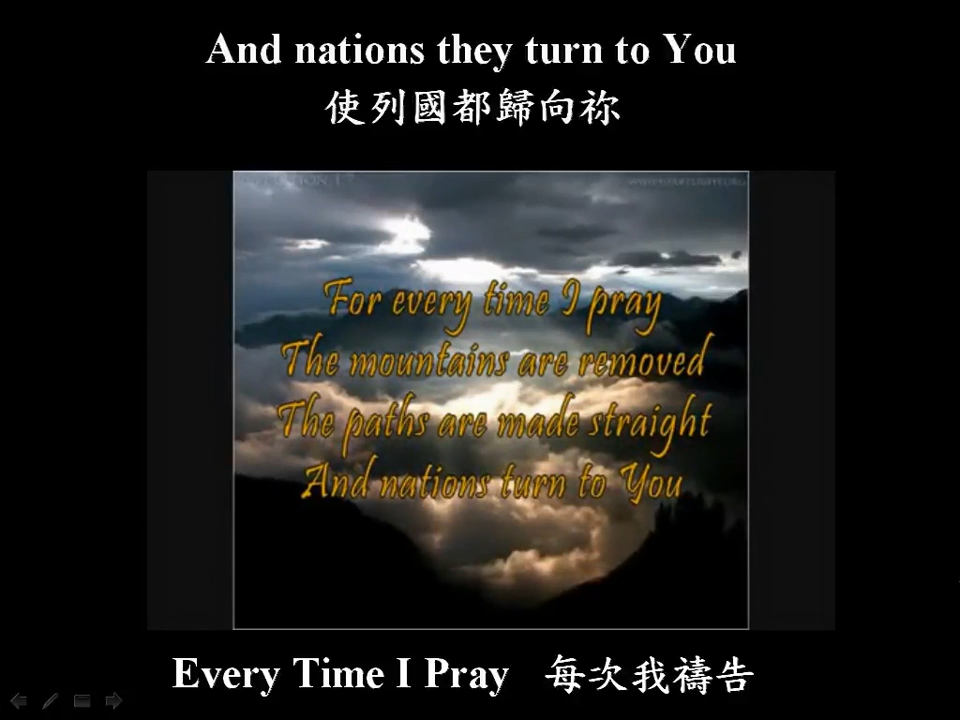 And nations they turn to You
使列國都歸向祢
For every time I pray
The mountains are removed
The paths are made straight
And nations turn to You
Every Time I Pray 每次我禱告